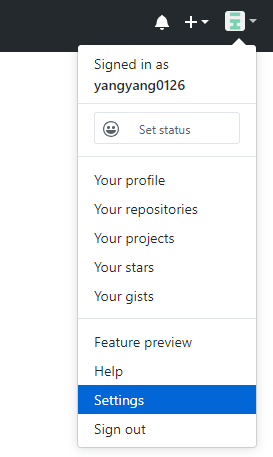 Signed in as
yangyang0126
Set status
Your profile
Your repositories
Your projects
Your stars
Your gists
Feature preview
Help
Settings
Sign out